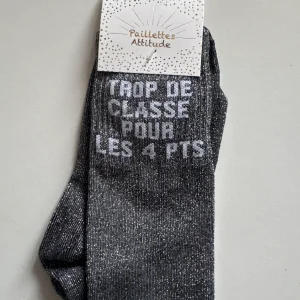 Paillettes
Attitude
TROP DE
CLASSE
POUR
LES 4 PTS